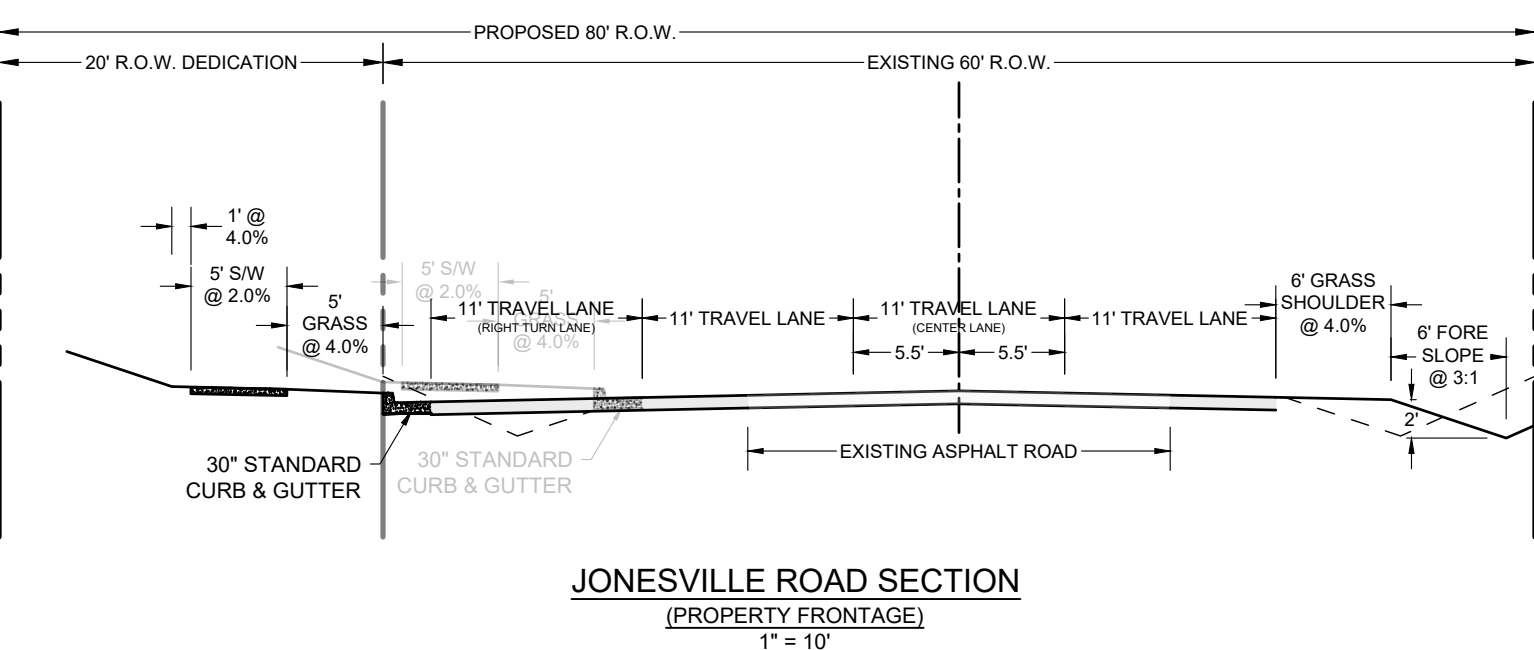 PROPOSED 80' R.O.W.
20' R.O.W. DEDICATION
EXISTING 60' R.O.W.
1' @
4.0%
5' S/W
@ 2.0%
5'
GRASS
@ 4.0%
5' S/W
@ 2.0%
5'
GRASS
@ 4.0%
11' TRAVEL LANE
(RIGHT TURN LANE)
11' TRAVEL LANE
11' TRAVEL LANE
(CENTER LANE)
5.5'
5.5'
11' TRAVEL LANE
6' GRASS
SHOULDER
@ 4.0%
6' FORE
SLOPE
@ 3:1
2'
EXISTING ASPHALT ROAD
30" STANDARD
CURB & GUTTER
30" STANDARD
CURB & GUTTER
JONESVILLE ROAD SECTION
(PROPERTY FRONTAGE)
1" = 10'